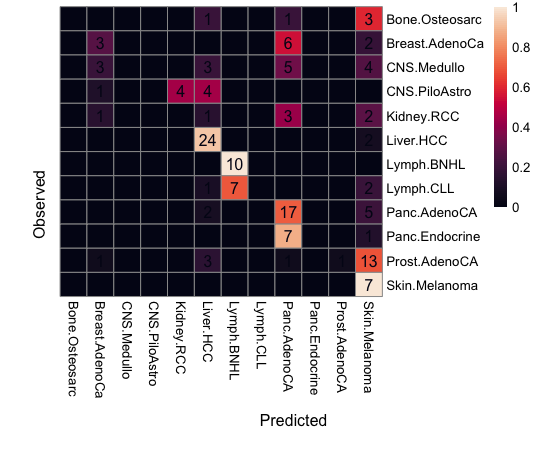 1 1 3 Bone.Osteosarc
3 6 2 Breast.AdenoCa
3 3 5 4 CNS.Medullo
1 4 4 CNS.PiloAstro
1 1 3 2 Kidney.RCC
24 2 Liver.HCC
10 Lymph.BNHL
1 7 2 Lymph.CLL
2 17 5 Panc.AdenoCA
7 1 Panc.Endocrine
1 3 1 1 13 Prost.AdenoCA
7 Skin.Melanoma
1
0.8
0.6
0.4
0.2
0
Observed
Bone.Osteosarc
Breast.AdenoCa
CNS.Medullo
CNS.PiloAstro
Kidney.RCC
Liver.HCC
Lymph.BNHL
Lymph.CLL
Panc.AdenoCA
Panc.Endocrine
Prost.AdenoCA
Skin.Melanoma
Predicted